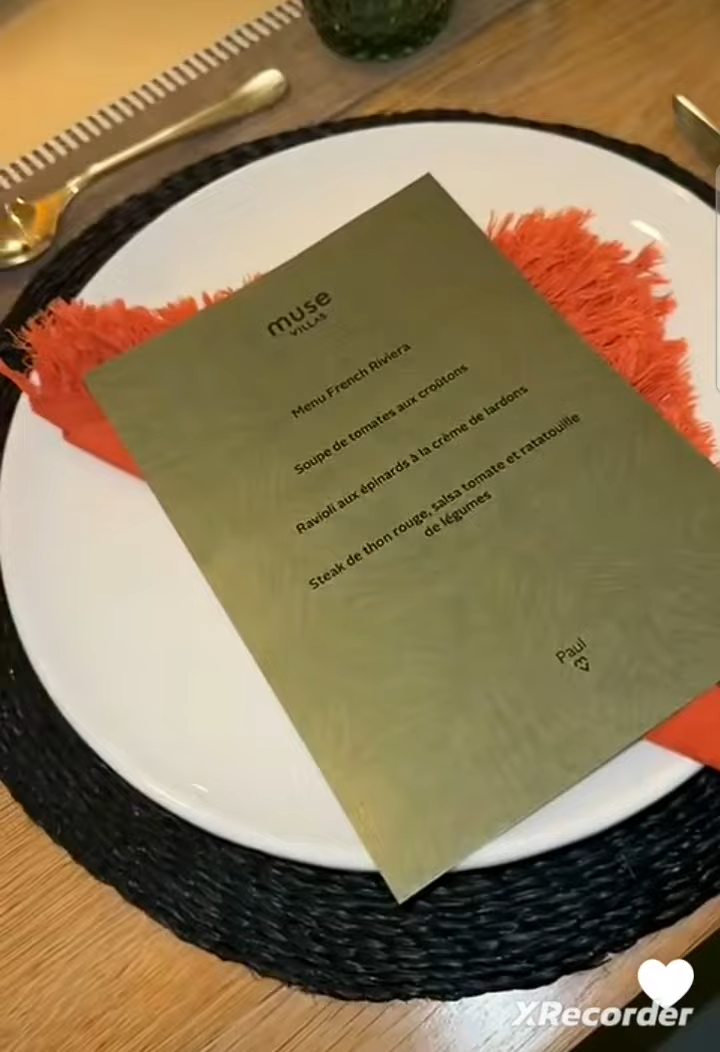 muse
VILLAS
Menu French Riviera
Soupe de tomates aux croûtons
Ravioli aux épinards à la crème de lardons
Steak de thon rouge, salsa tomate et ratatouille
de légumes
Paul
XRecorder